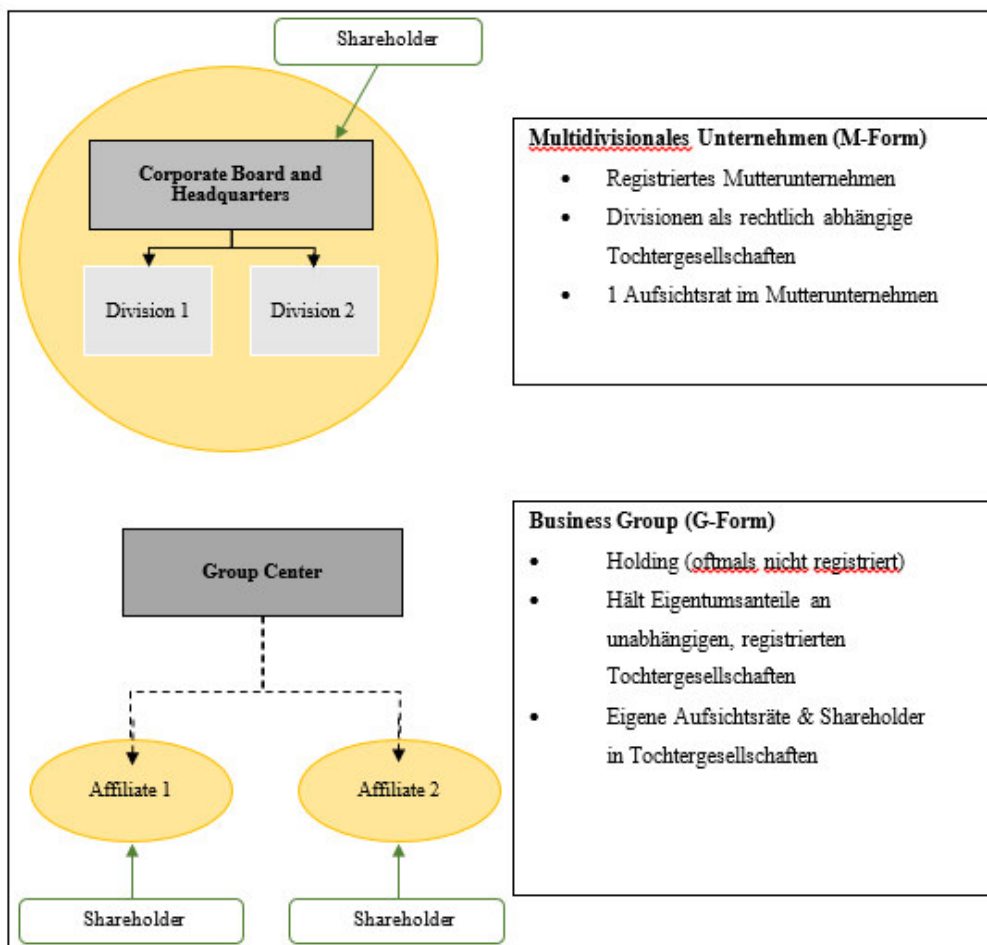 Shareholder
Corporate Board and
Headquarters
Division 1
Division 2
Multidivisionales Unternehmen (M-Form)
• Registriertes Mutterunternehmen
• Divisionen als rechtlich abhängige
Tochtergesellschaften
• 1 Aufsichtsrat im Mutterunternehmen
Group Center
Affiliate 1
Affiliate 2
Shareholder
Shareholder
Business Group (G-Form)
• Holding (oftmals nicht registriert)
• Hält Eigentumsanteile an
unabhängigen, registrierten
Tochtergesellschaften
• Eigene Aufsichtsräte & Shareholder
in Tochtergesellschaften